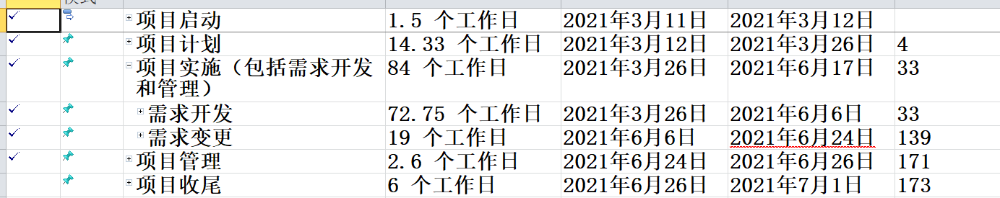 模式
项目启动 1.5 个工作日 2021年3月11日 2021年3月12日
项目计划 14.33 个工作日 2021年3月12日 2021年3月26日 4
项目实施（包括需求开发 84 个工作日 2021年3月26日 2021年6月17日 33
和管理）
需求开发 72.75 个工作日 2021年3月26日 2021年6月6日 33
需求变更 19 个工作日 2021年6月6日 2021年6月24日 139
项目管理 2.6 个工作日 2021年6月24日 2021年6月26日 171
项目收尾 6 个工作日 2021年6月26日 2021年7月1日 173